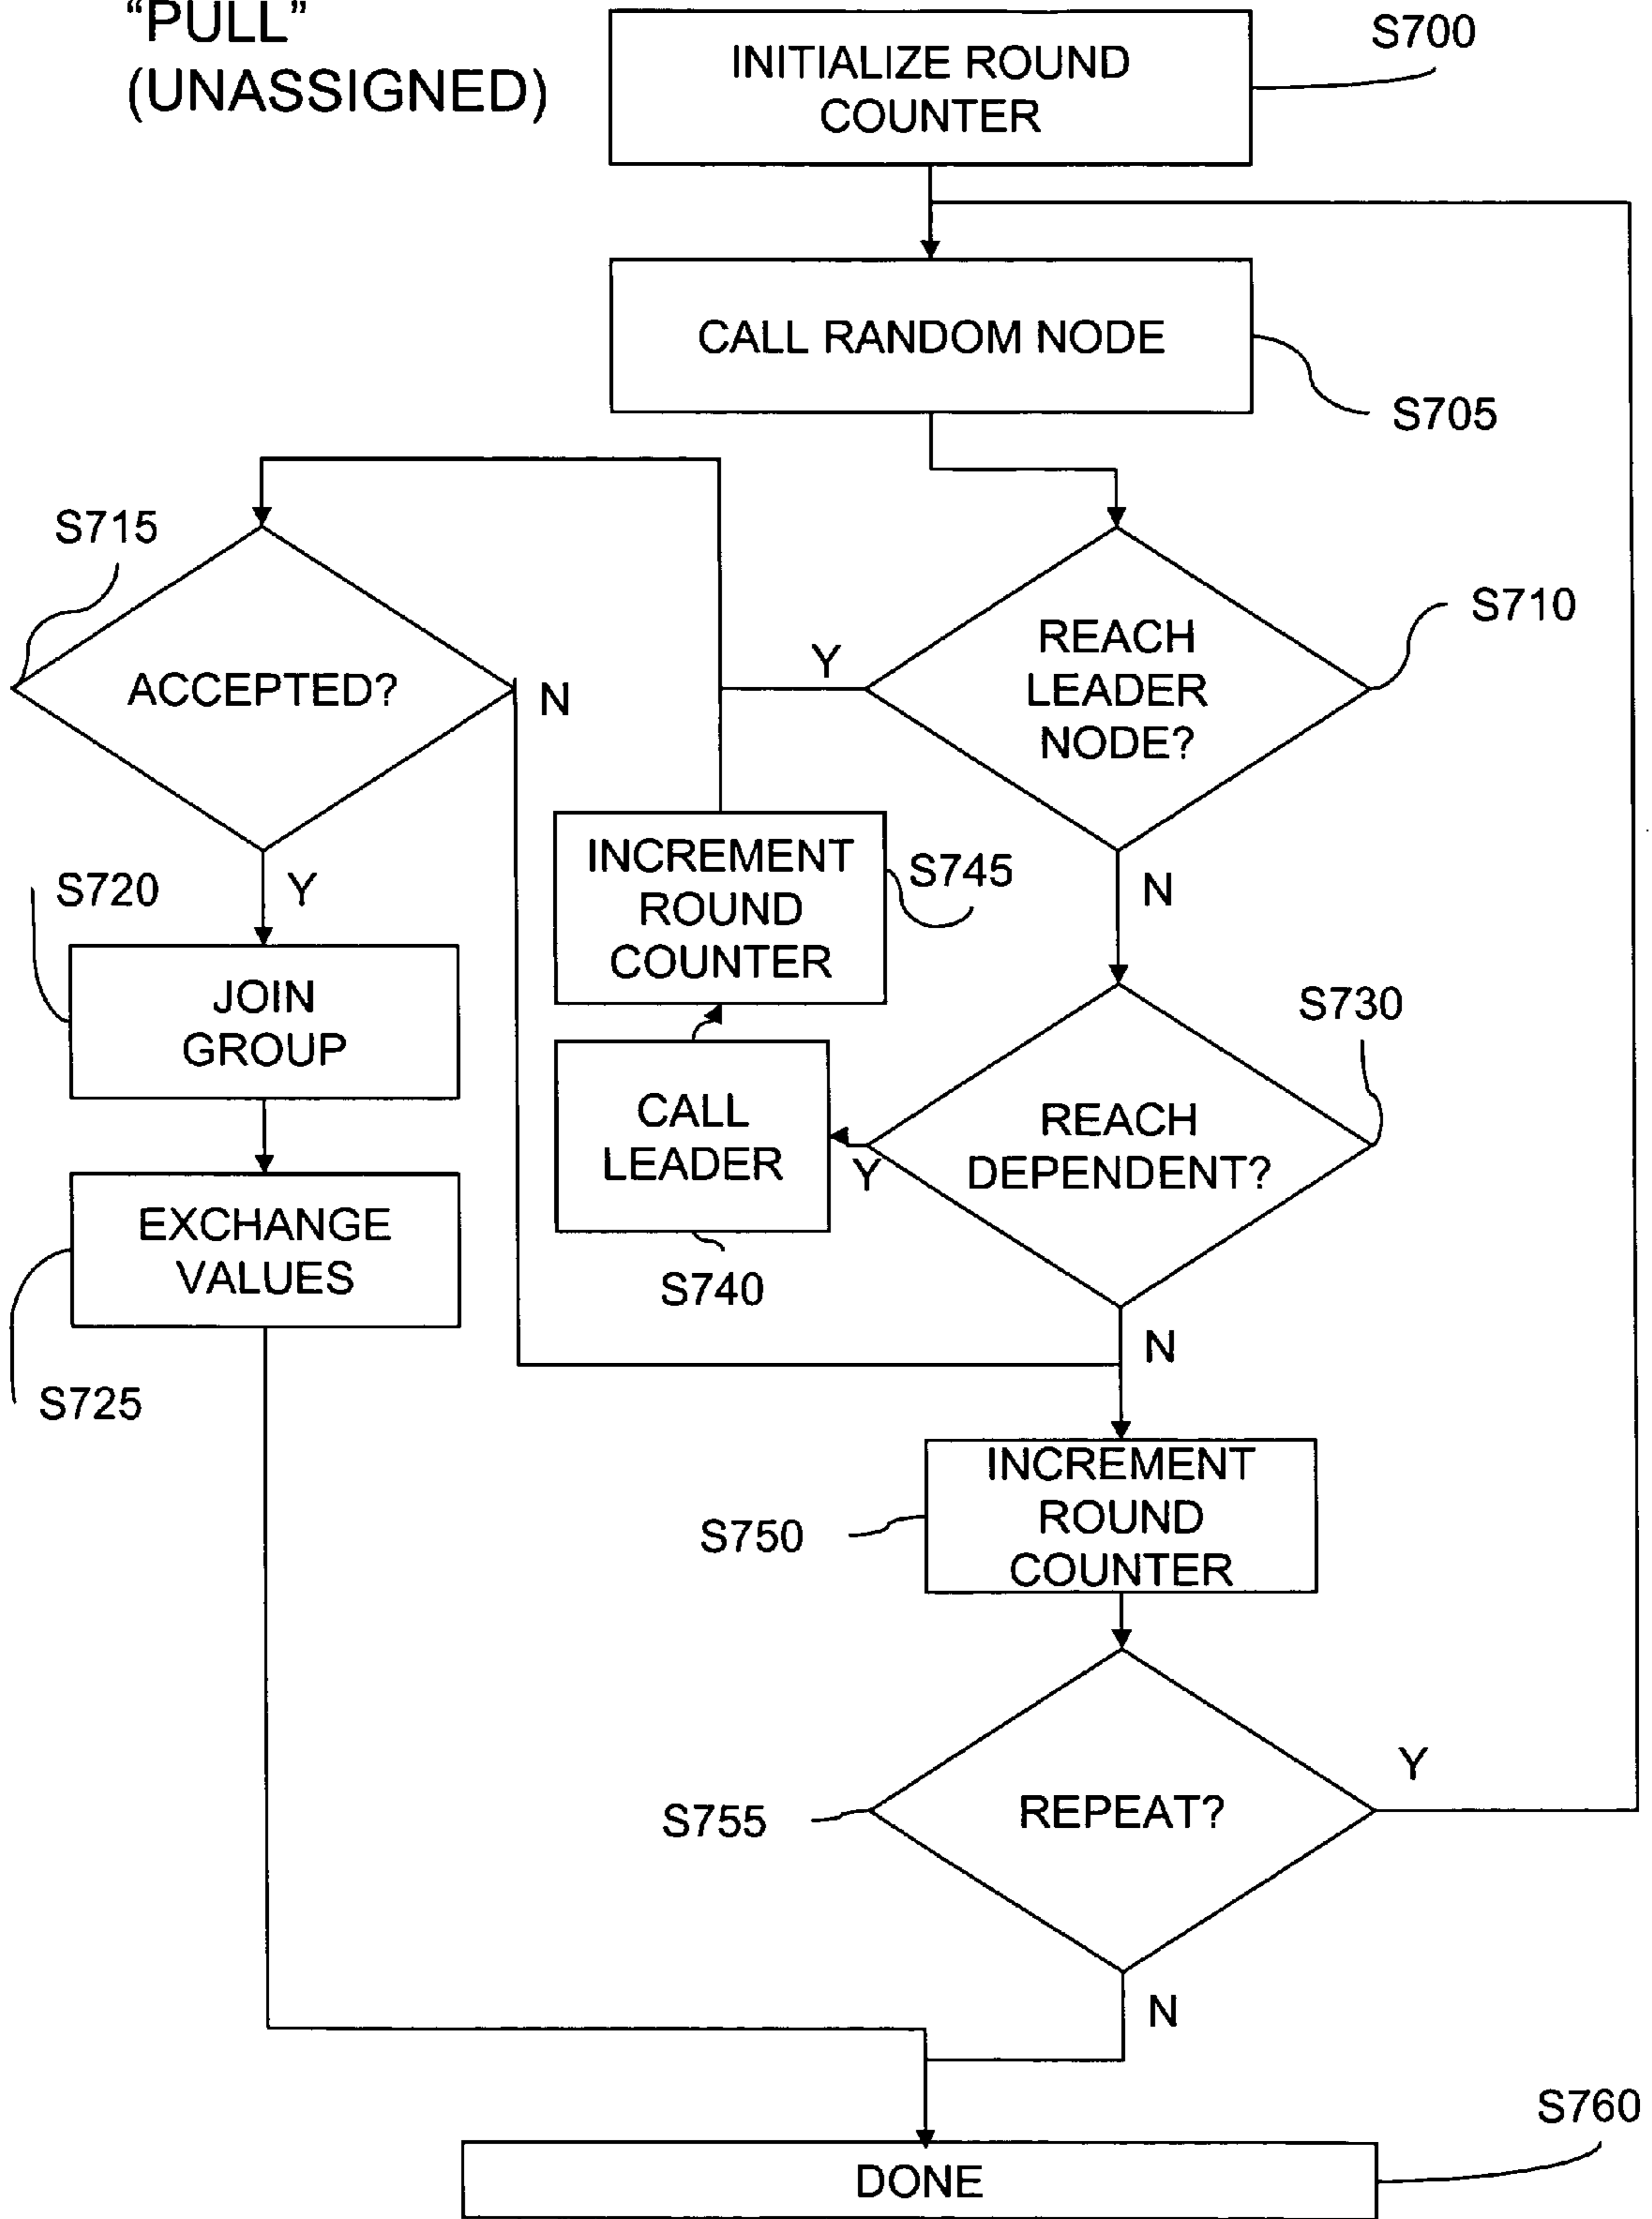 “PULL”
(UNASSIGNED)
INITIALIZE ROUND
COUNTER
S700
CALL RANDOM NODE
S705
S715
ACCEPTED?
N
Y
REACH
LEADER
NODE?
S710
Y
N
S720
JOIN
GROUP
INCREMENT
ROUND
COUNTER
S745
S730
CALL
LEADER
S740
Y
REACH
DEPENDENT?
N
EXCHANGE
VALUES
S725
INCREMENT
ROUND
COUNTER
S750
S755
REPEAT?
Y
N
S760
DONE